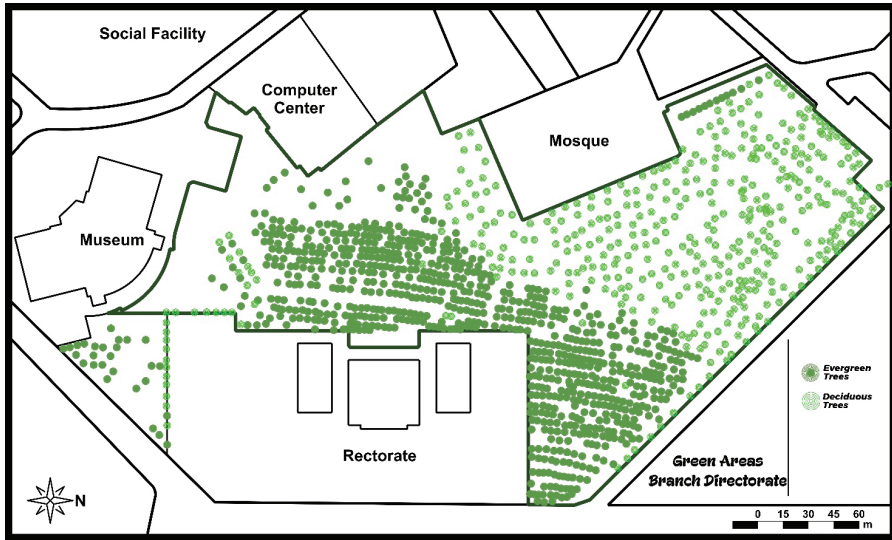 Social Facility
Computer
Center
Mosque
Museum
Evergreen
Trees
Deciduous
Trees
Rectorate
Green Areas
Branch Directorate
N
0 15 30 45 60
m